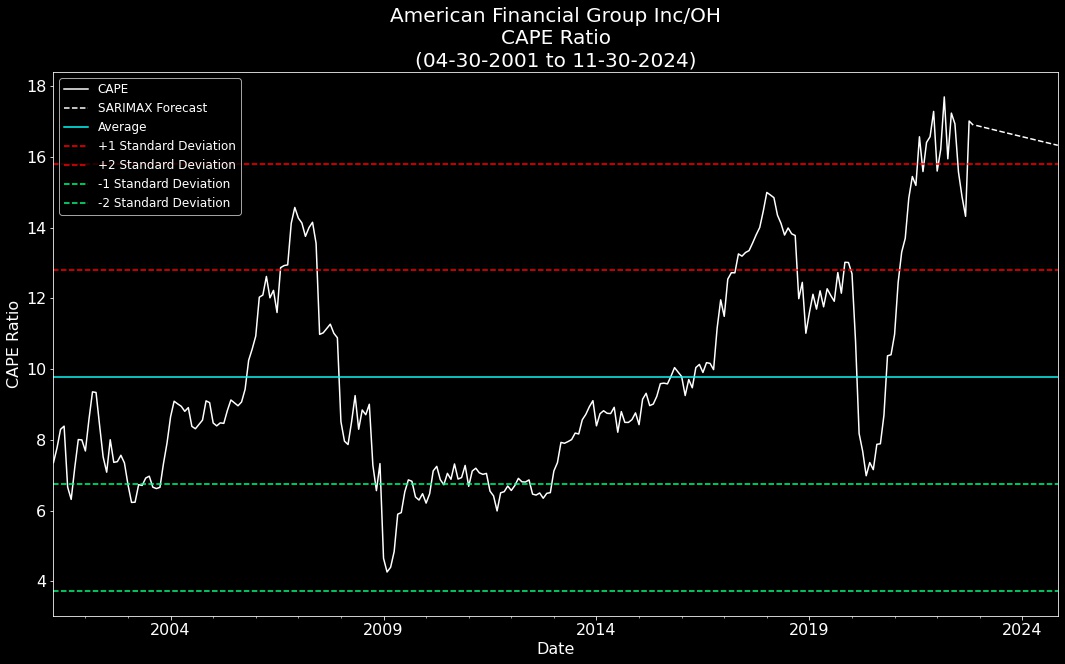 American Financial Group Inc/OH
CAPE Ratio
(04-30-2001 to 11-30-2024)
CAPE
SARIMAX Forecast
Average
+1 Standard Deviation
+2 Standard Deviation
-1 Standard Deviation
-2 Standard Deviation
CAPE Ratio
18
16
14
12
10
8
6
4
2004
2009
2014
2019
2024
Date